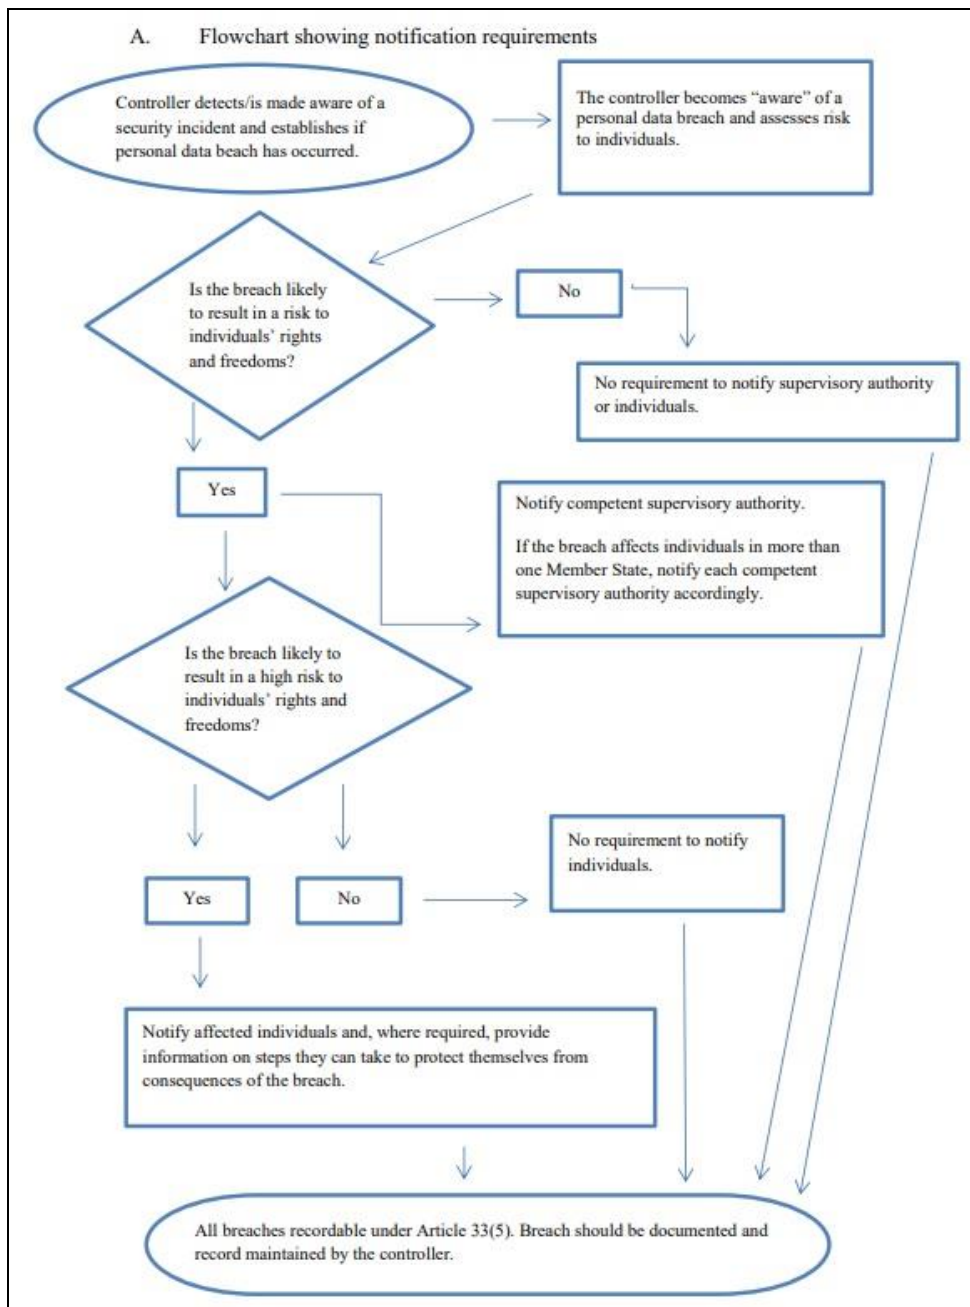 A. Flowchart showing notification requirements
Controller detects/is made aware of a
security incident and establishes if
personal data beach has occurred.
The controller becomes “aware” of a
personal data breach and assesses risk
to individuals.
Is the breach likely
to result in a risk to
individuals’ rights
and freedoms?
No
No requirement to notify supervisory authority
or individuals.
Yes
Notify competent supervisory authority.
If the breach affects individuals in more than
one Member State, notify each competent
supervisory authority accordingly.
Is the breach likely to
result in a high risk to
individuals’ rights and
freedoms?
No requirement to notify
individuals.
Yes
No
Notify affected individuals and, where required, provide
information on steps they can take to protect themselves from
consequences of the breach.
All breaches recordable under Article 33(5). Breach should be documented and
record maintained by the controller.